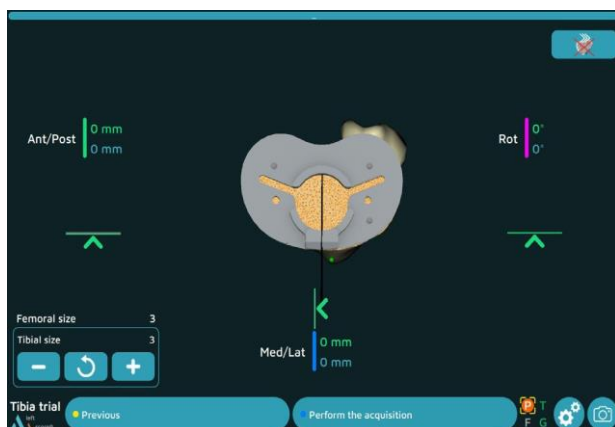 Ant/Post
0 mm
0 mm
Rot
0°
0°
Femoral size 3
Tibial size 3
Med/Lat
0 mm
0 mm
Tibia trial
Previous
Perform the acquisition
P T
F G